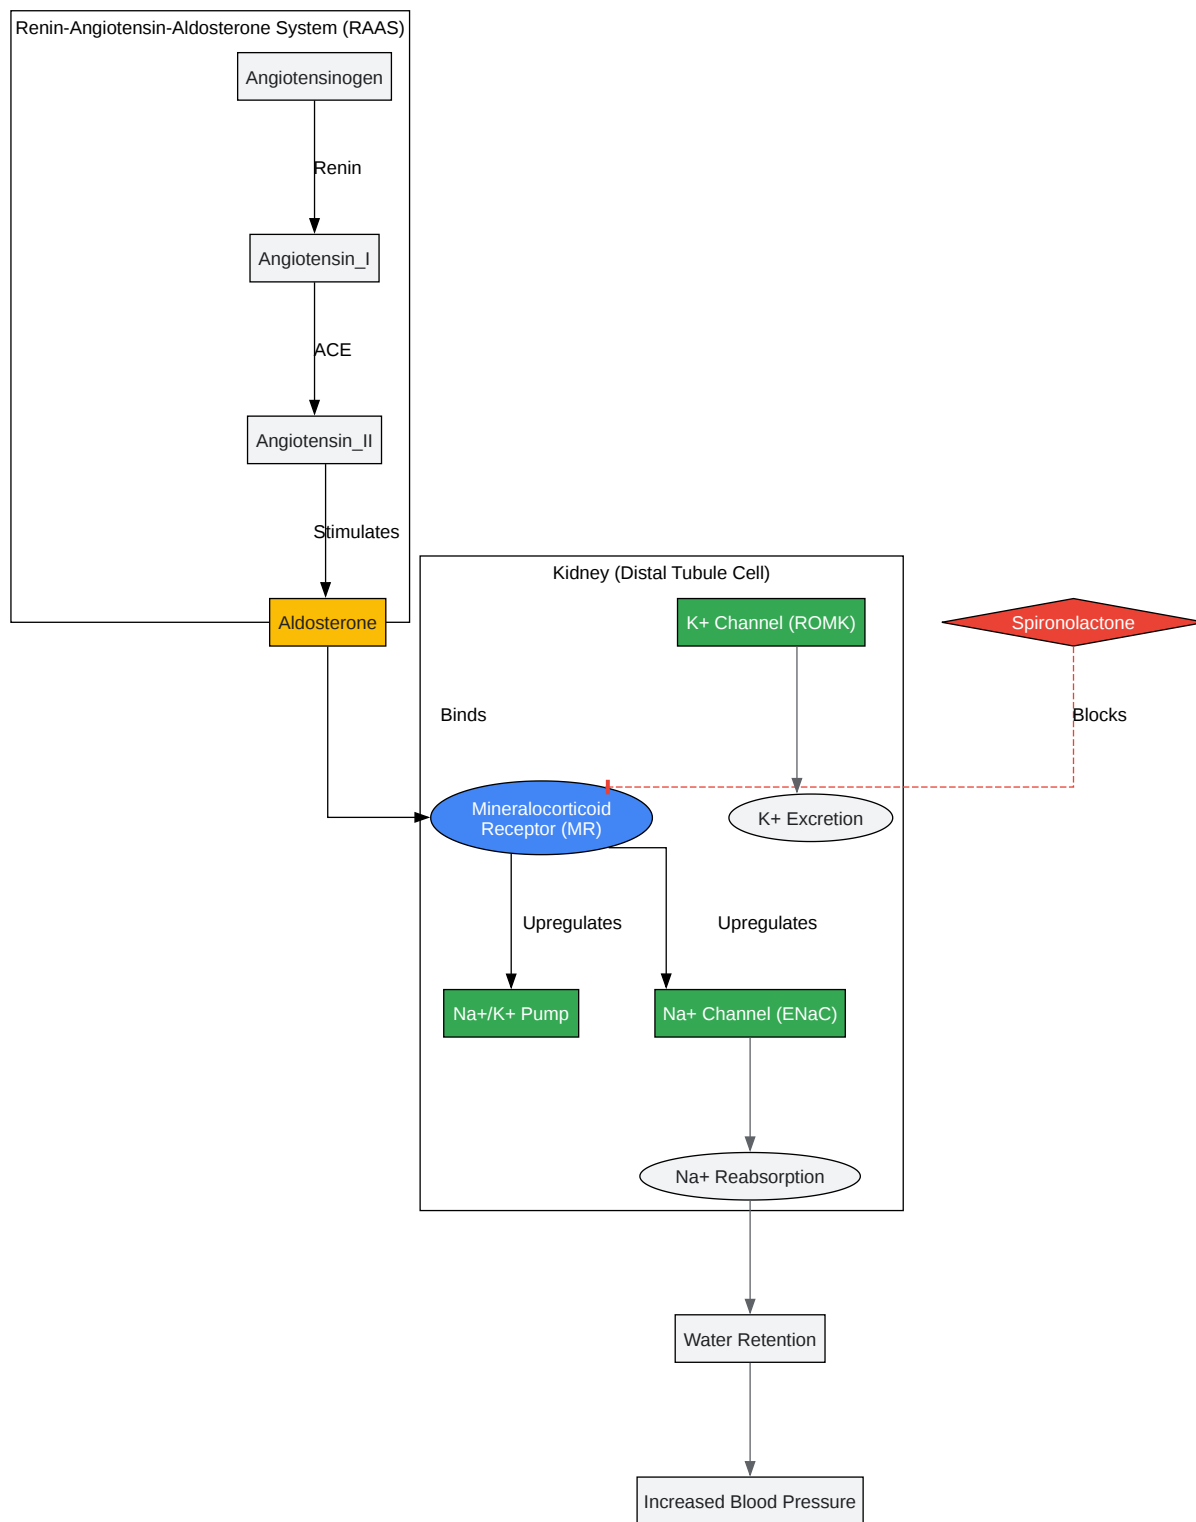 Renin-Angiotensin-Aldosterone System (RAAS)
Angiotensinogen
Renin
Angiotensin_I
ACE
Angiotensin_II
Stimulates
Aldosterone
Kidney (Distal Tubule Cell)
K+ Channel (ROMK)
Spironolactone
Binds
Blocks
Mineralocorticoid
Receptor (MR)
K+ Excretion
Upregulates
Upregulates
Na+/K+ Pump
Na+ Channel (ENaC)
Na+ Reabsorption
Water Retention
Increased Blood Pressure